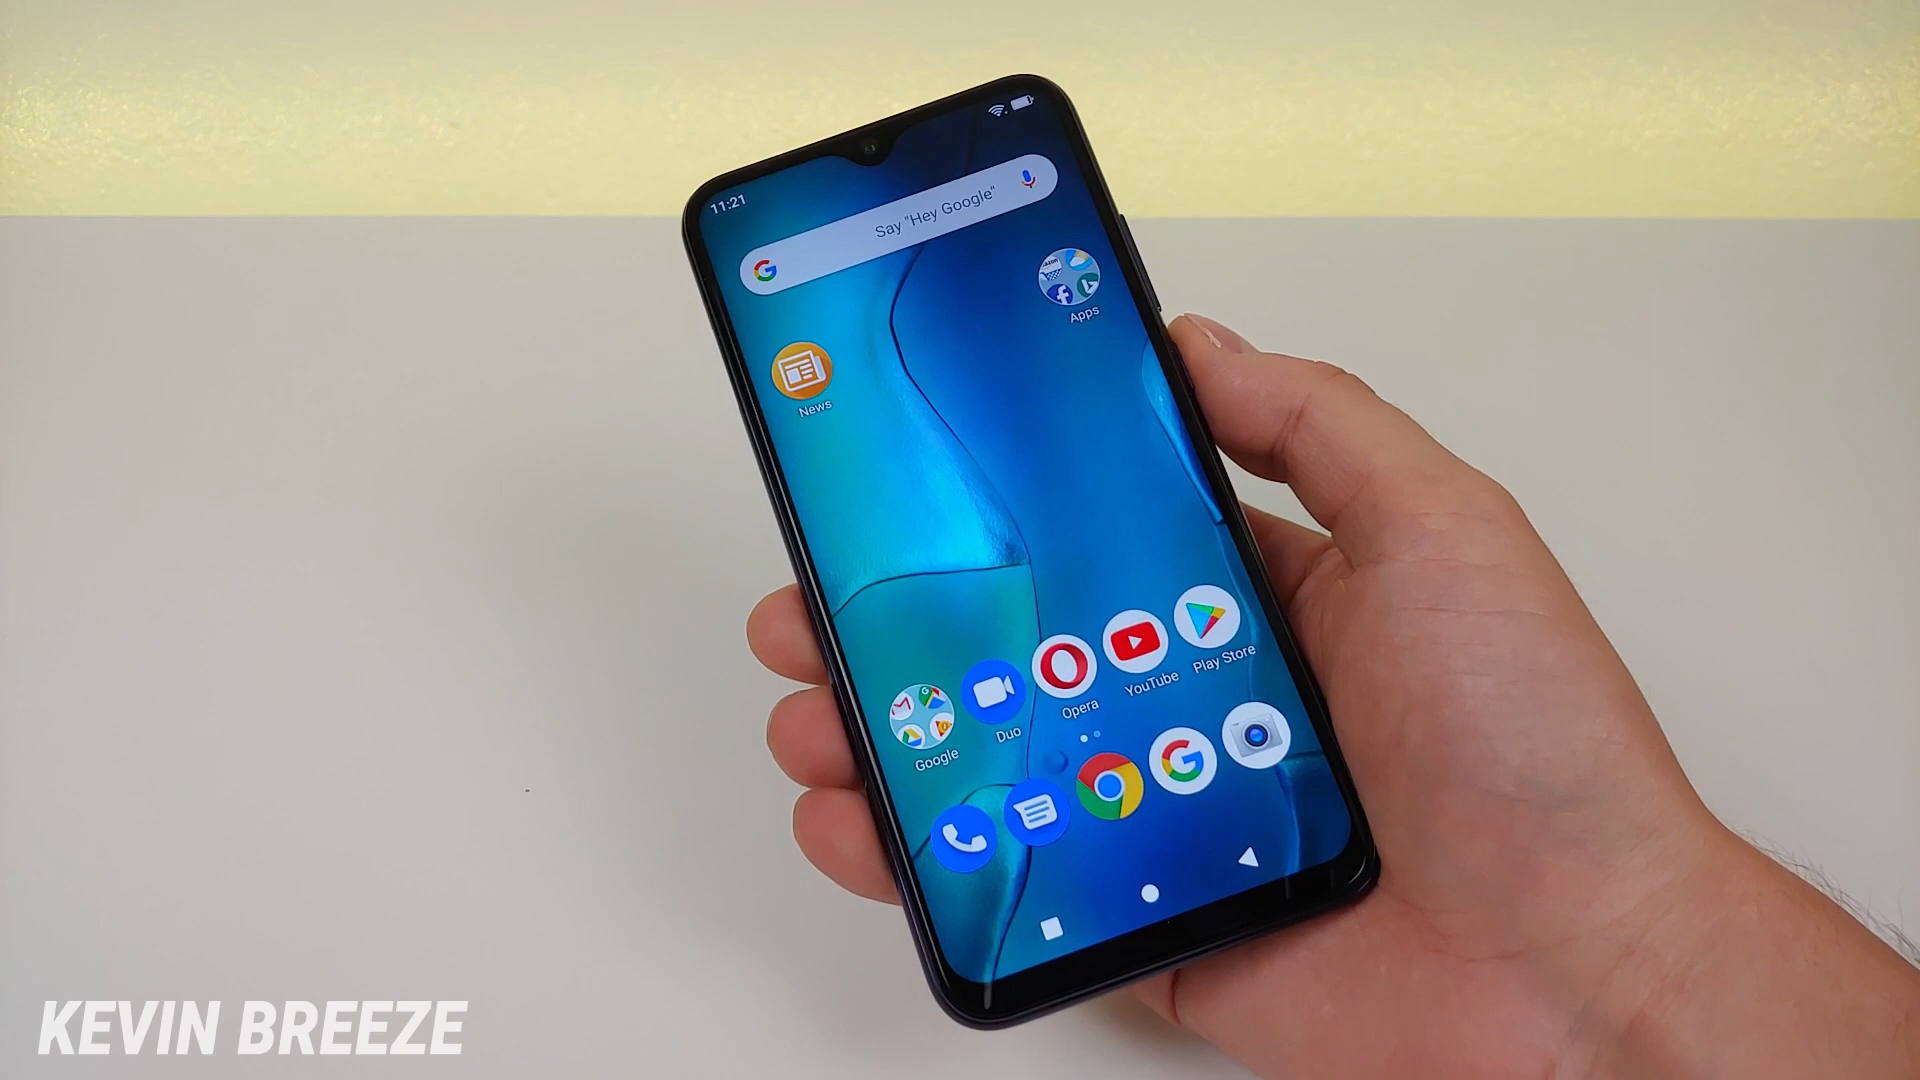 11:21
Say "Hey Google"
Apps
News
Google
Duo
Opera
YouTube
Play Store
KEVIN BREEZE